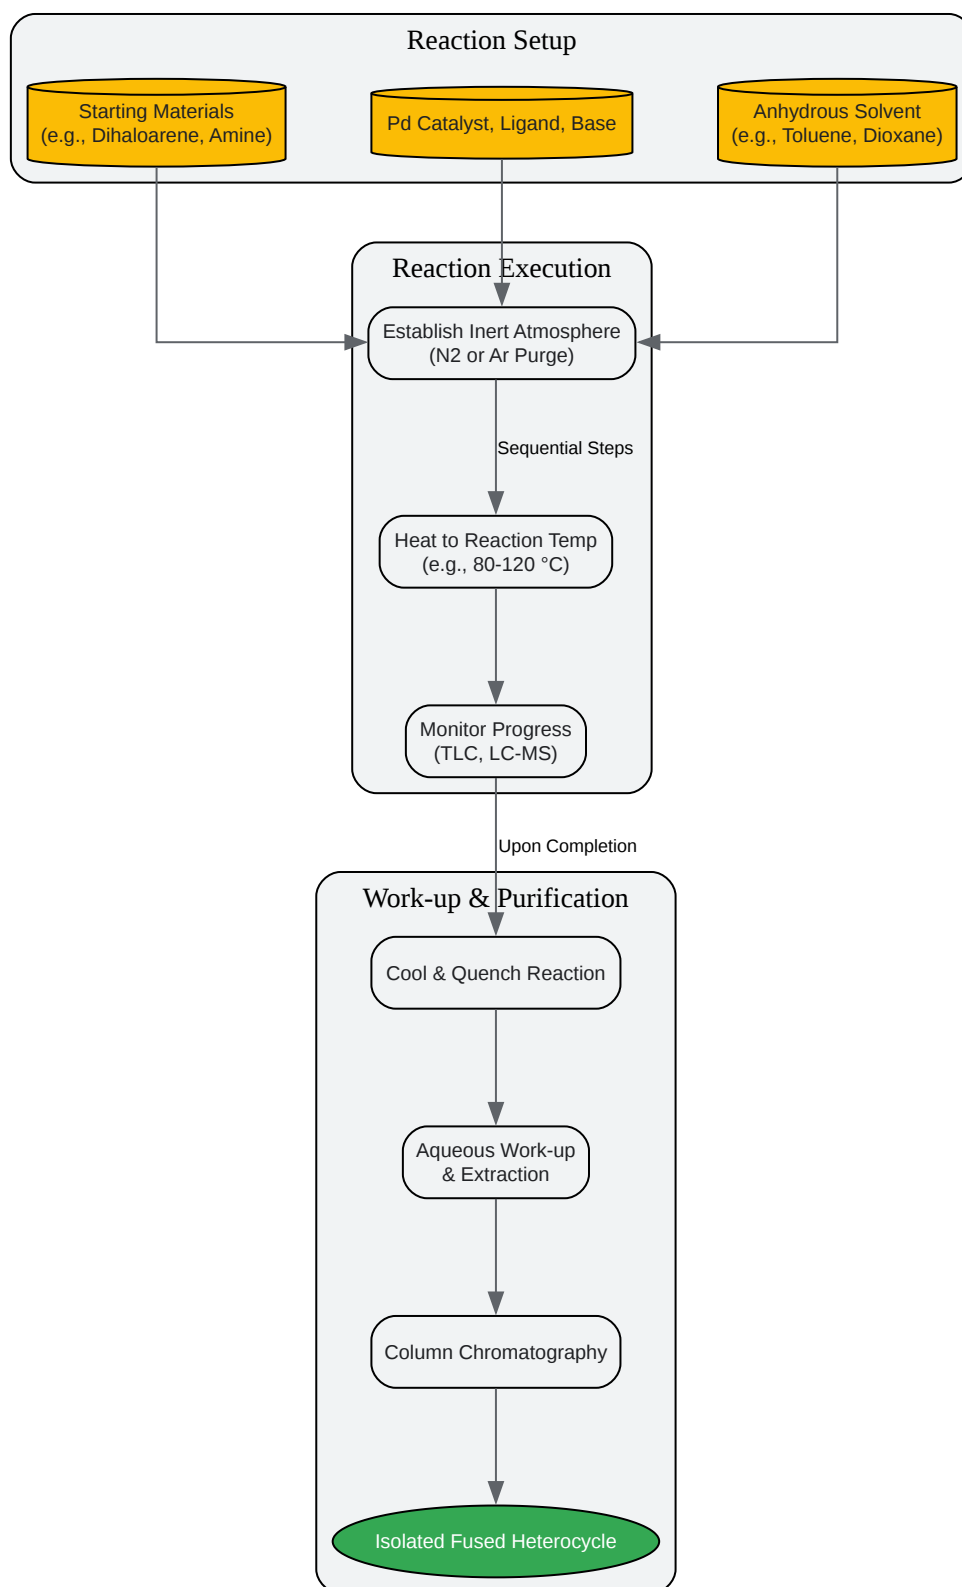 Reaction Setup
Starting Materials
(e.g., Dihaloarene, Amine)
Pd Catalyst, Ligand, Base
Anhydrous Solvent
(e.g., Toluene, Dioxane)
Reaction Execution
Establish Inert Atmosphere
(N2 or Ar Purge)
Sequential Steps
Heat to Reaction Temp
(e.g., 80-120 °C)
Monitor Progress
(TLC, LC-MS)
Upon Completion
Work-up & Purification
Cool & Quench Reaction
Aqueous Work-up
& Extraction
Column Chromatography
Isolated Fused Heterocycle